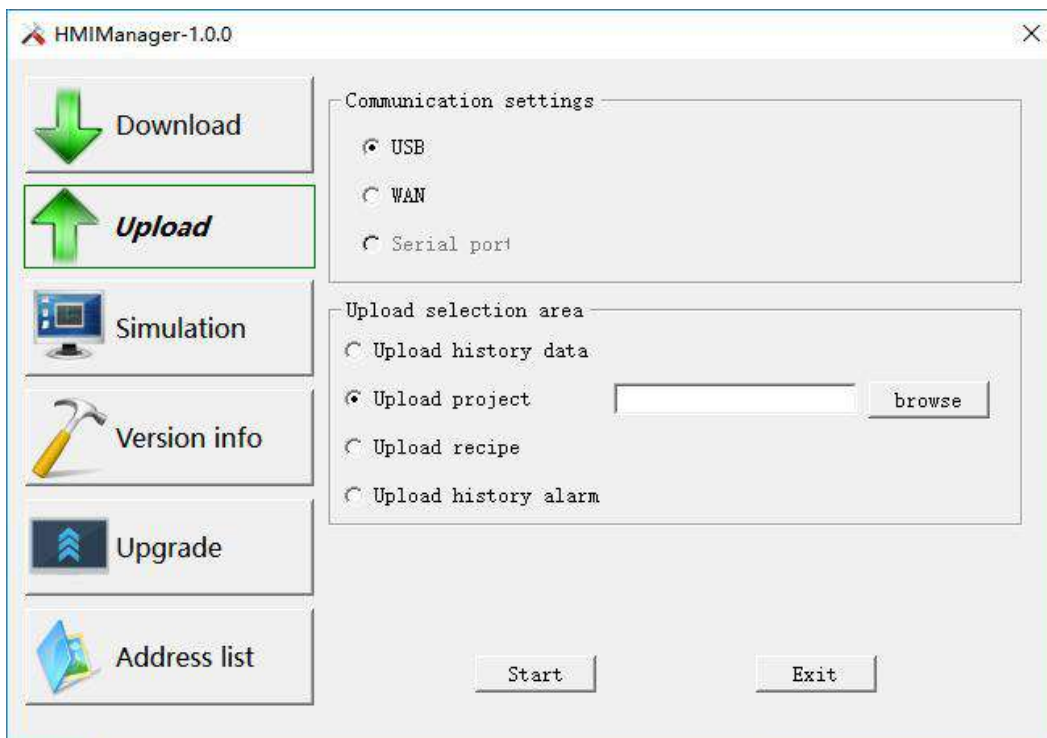 HMIManager-1.0.0
Download
Upload
Simulation
Version info
Upgrade
Address list
Communication settings
USB
WAN
Serial port
Upload selection area
Upload history data
Upload project
browse
Upload recipe
Upload history alarm
Start
Exit